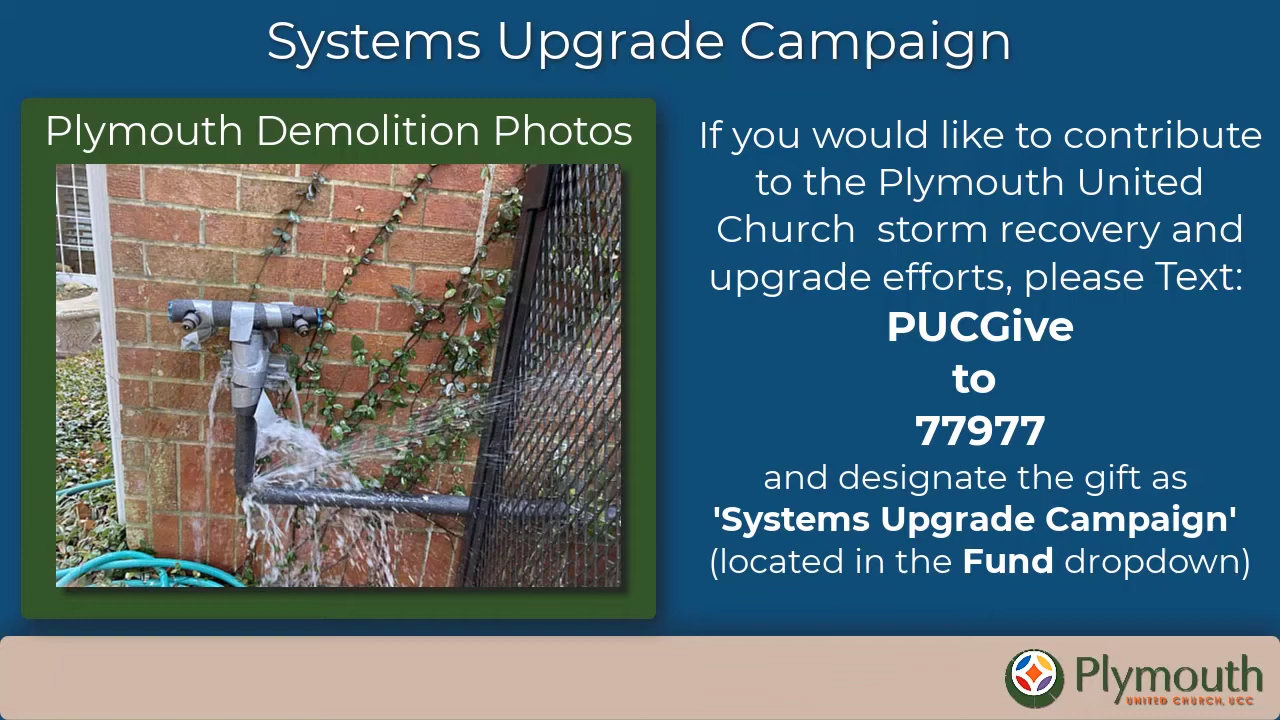 Systems Upgrade Campaign
Plymouth Demolition Photos
If you would like to contribute
to the Plymouth United
Church  storm recovery and
upgrade efforts, please Text:
PUCGive
to
77977
and designate the gift as
'Systems Upgrade Campaign'
(located in the Fund dropdown)
Plymouth
UNITED CHURCH, UCC